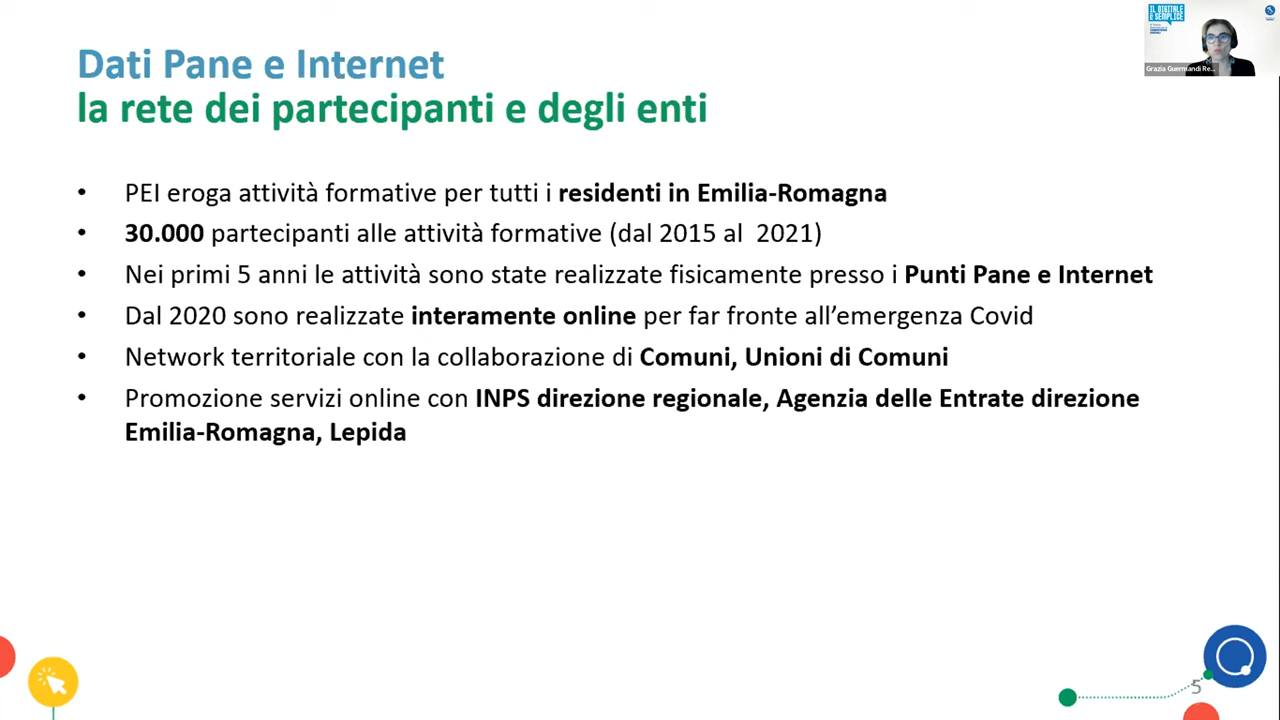 Dati Pane e Internet
la rete dei partecipanti e degli enti
IL DIGITALE
È SEMPLICE
Grazia Guermandi Re...
• PEI eroga attività formative per tutti i residenti in Emilia-Romagna
• 30.000 partecipanti alle attività formative (dal 2015 al 2021)
• Nei primi 5 anni le attività sono state realizzate fisicamente presso i Punti Pane e Internet
• Dal 2020 sono realizzate interamente online per far fronte all’emergenza Covid
• Network territoriale con la collaborazione di Comuni, Unioni di Comuni
• Promozione servizi online con INPS direzione regionale, Agenzia delle Entrate direzione
Emilia-Romagna, Lepida
5